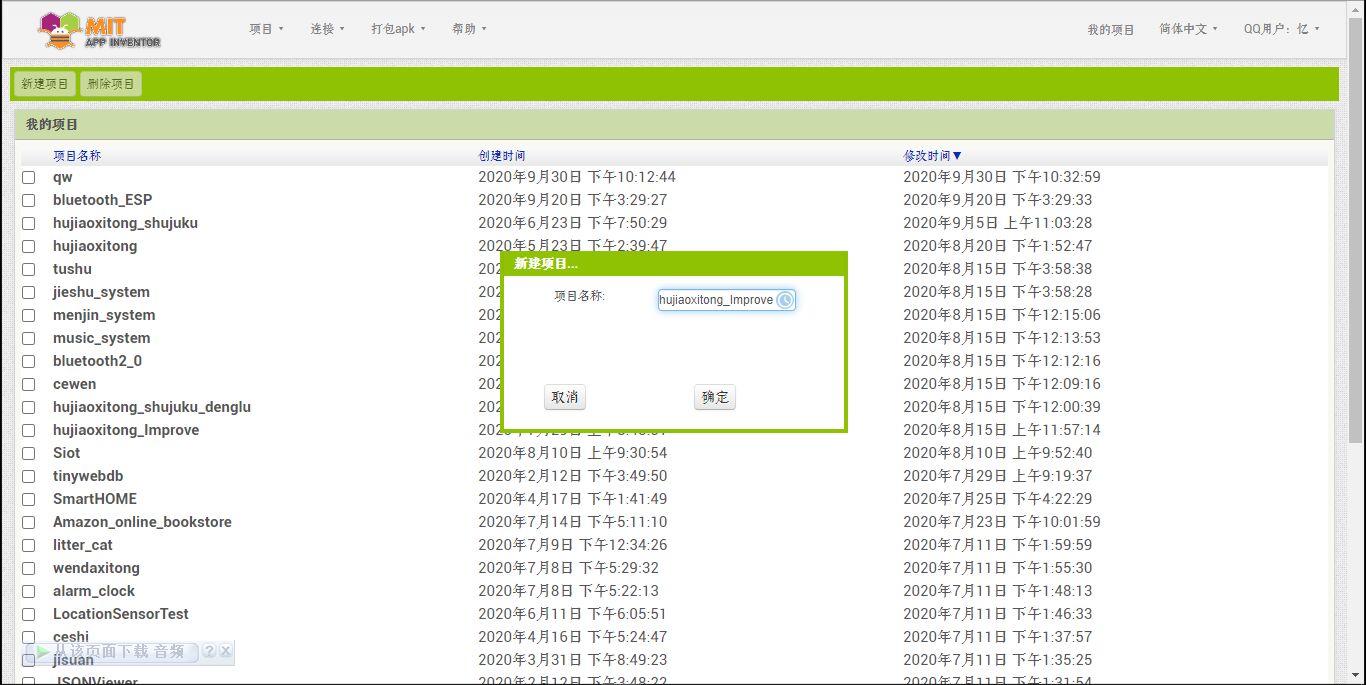 MIT
APP INVENTOR
项目 连接 打包apk 帮助 我的项目 简体中文 QQ用户：亿
新建项目 删除项目
我的项目
项目名称 创建时间 修改时间▼
qw 2020年9月30日 下午10:12:44 2020年9月30日 下午10:32:59
bluetooth_ESP 2020年9月20日 下午3:29:27 2020年9月20日 下午3:29:33
hujiaoxitong_shujuku 2020年6月23日 下午7:50:29 2020年9月5日 上午11:03:28
hujiaoxitong 2020年5月23日 下午2:39:47 2020年8月20日 下午1:52:47
新建项目...
tushu 202 2020年8月15日 下午3:58:38
项目名称: hujiaoxitong_Improve
jieshu_system 202 2020年8月15日 下午3:58:28
menjin_system 202 2020年8月15日 下午12:15:06
music_system 202 2020年8月15日 下午12:13:53
bluetooth2_0 202 2020年8月15日 下午12:12:16
cewen 202 2020年8月15日 下午12:09:16
取消 确定
hujiaoxitong_shujuku_denglu 202 2020年8月15日 下午12:00:39
hujiaoxitong_Improve 2020年8月15日 上午11:57:14
Siot 2020年8月10日 上午9:30:54 2020年8月10日 上午9:52:40
tinywebdb 2020年2月12日 下午3:49:50 2020年7月29日 上午9:19:37
SmartHOME 2020年4月17日 下午1:41:49 2020年7月25日 下午4:22:29
Amazon_online_bookstore 2020年7月14日 下午5:11:10 2020年7月23日 下午10:01:59
litter_cat 2020年7月9日 下午12:34:26 2020年7月11日 下午1:59:59
wendaxitong 2020年7月8日 下午5:29:32 2020年7月11日 下午1:55:30
alarm_clock 2020年7月8日 下午5:22:13 2020年7月11日 下午1:48:13
LocationSensorTest 2020年6月11日 下午6:05:51 2020年7月11日 下午1:46:33
ceshi 2020年4月16日 下午5:24:47 2020年7月11日 下午1:37:57
从该页面下载 音频 ? x
jisuan 2020年3月31日 下午8:49:23 2020年7月11日 下午1:35:25
JSONViewer 2020年2月12日 下午3:48:22 2020年7月11日 下午1:31:54